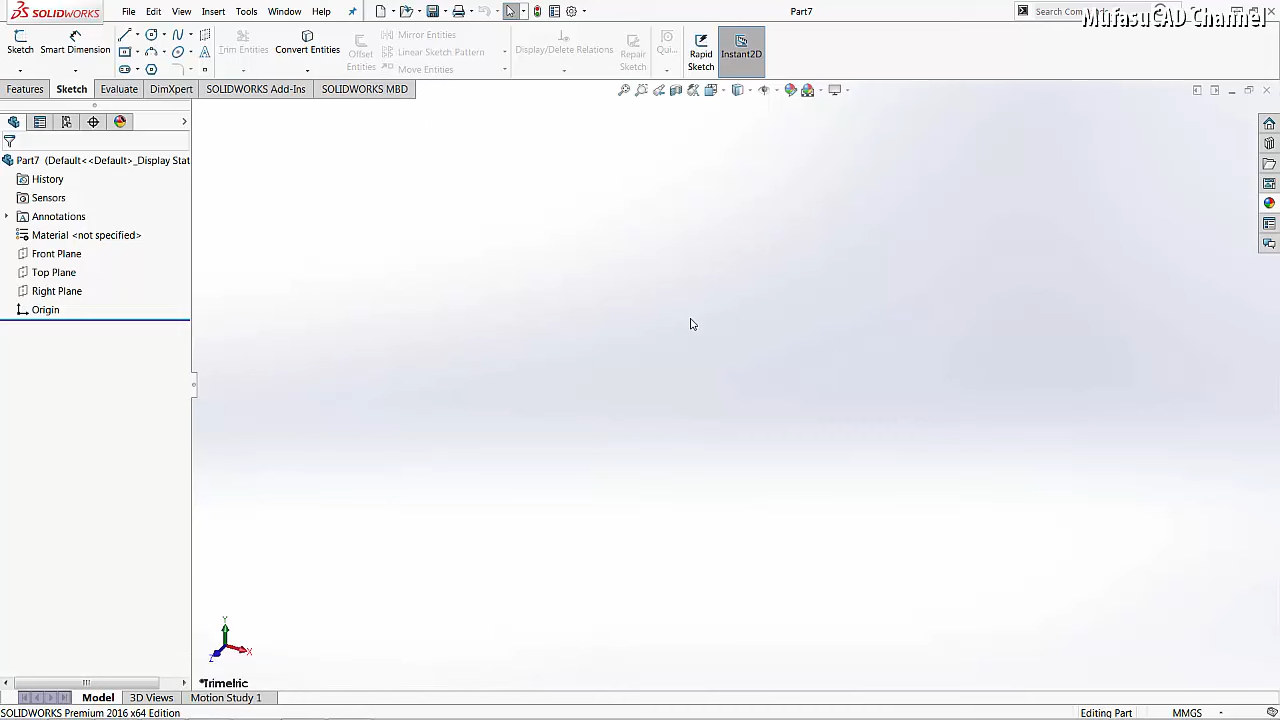 SOLIDWORKS File Edit View Insert Tools Window Help Part7 Search Com
MufasuCAD Channel
Sketch Smart Dimension Trim Entities Convert Entities Offset Entities Mirror Entities Display/Delete Relations Repair Sketch Qui... Rapid Sketch Instant2D
Linear Sketch Pattern
Move Entities
Features Sketch Evaluate DimXpert SOLIDWORKS Add-Ins SOLIDWORKS MBD
Part7 (Default<<Default>_Display Stat
History
Sensors
Annotations
Material <not specified>
Front Plane
Top Plane
Right Plane
Origin
Y
X
Z
*Trimetric
Model 3D Views Motion Study 1
SOLIDWORKS Premium 2016 x64 Edition Editing Part MMGS